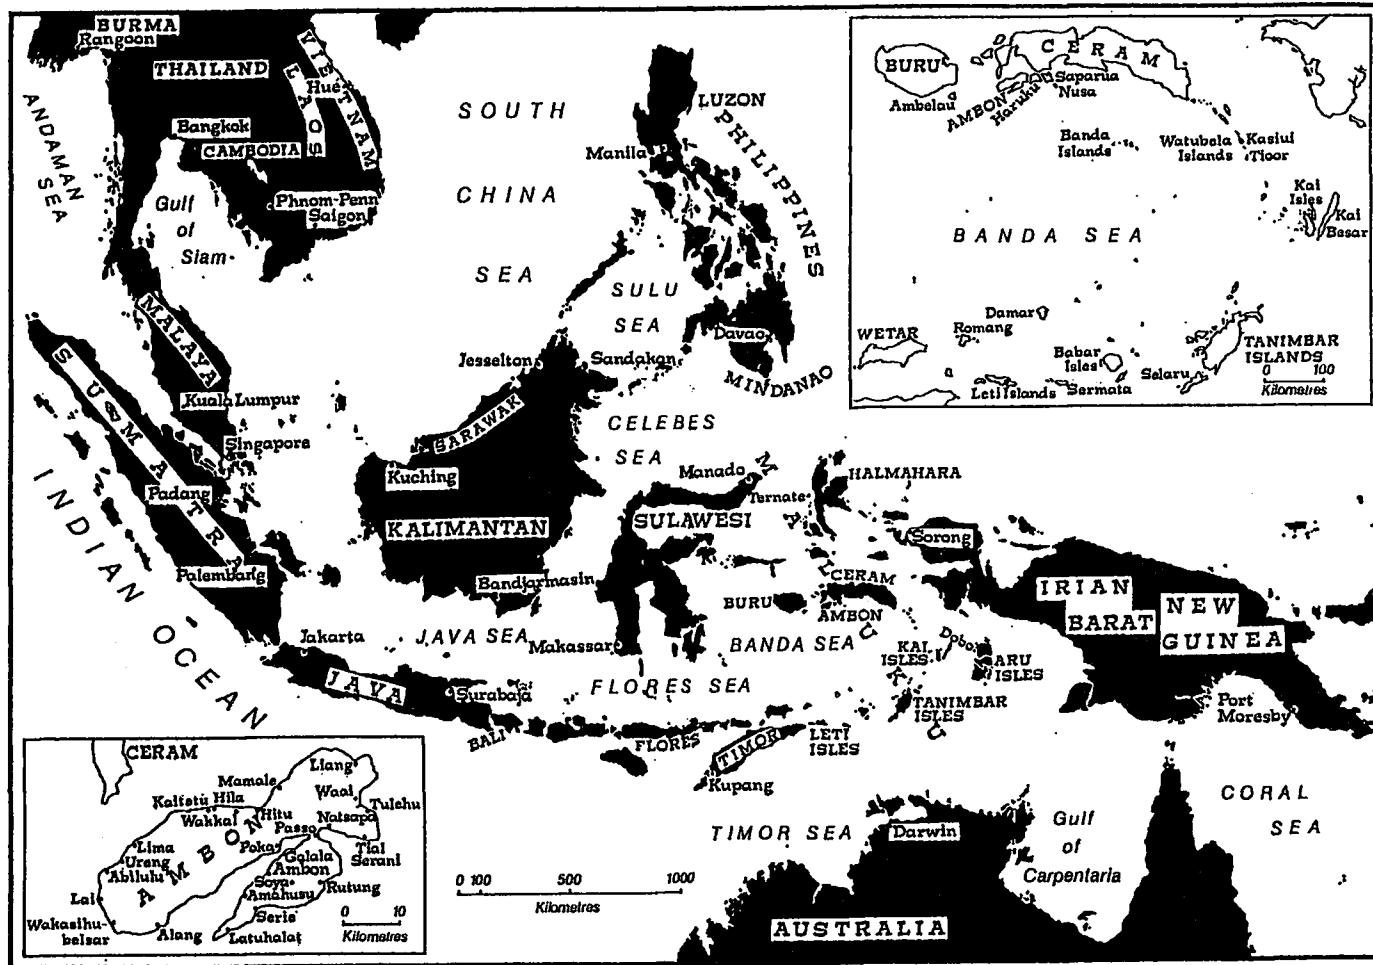 BURMA
Rangoon
THAILAND
LAOS
VIETNAM
Hué
ANDAMAN
SEA
Bangkok
CAMBODIA
Gulf
of
Siam
Phnom-Penn
Saigon
SOUTH
CHINA
SEA
LUZON
PHILIPPINES
Manila
SULU
SEA
Davao
MINDANAO
Jesselton
Sandakan
MALAYA
Kuala Lumpur
Singapore
SUMATRA
Padang
Palembang
INDIAN OCEAN
SARAWAK
Kuching
KALIMANTAN
Bandjarmasin
CELEBES
SEA
Manado
SULAWESI
Makassar
MALUKU
Ternate
HALMAHARA
Sorong
CERAM
BURU
AMBON
BANDA SEA
KAI
ISLES
Dobo
ARU
ISLES
TANIMBAR
ISLES
IRIAN
BARAT
NEW
GUINEA
Port
Moresby
Jakarta
JAVA SEA
JAVA
Surabaja
BALI
FLORES SEA
FLORES
TIMOR
Kupang
LETI
ISLES
TIMOR SEA
Darwin
Gulf
of
Carpentaria
CORAL
SEA
AUSTRALIA
0 100 500 1000
Kilometres
BURU
Ambelau
CERAM
AMBON
Haruku
Saparua
Nusa
Banda
Islands
Watubela
Islands
Kasiui
Tioor
Kai
Isles
Kai
Besar
BANDA SEA
WETAR
Romang
Damar
Babar
Isles
Leti Islands
Sermata
Selaru
TANIMBAR
ISLANDS
0 100
Kilometres
CERAM
AMBON
Liang
Mamale
Waai
Tulehu
Kaitetu
Hila
Wakkal
Hitu
Passo
Natsapa
Poka
Tial
Serani
Lima
Ureng
Abilulu
Galala
Ambon
Soya
Amahusu
Rutung
Lai
Serie
Wakasihu-
belsar
Alang
Latuhalat
0 10
Kilometres